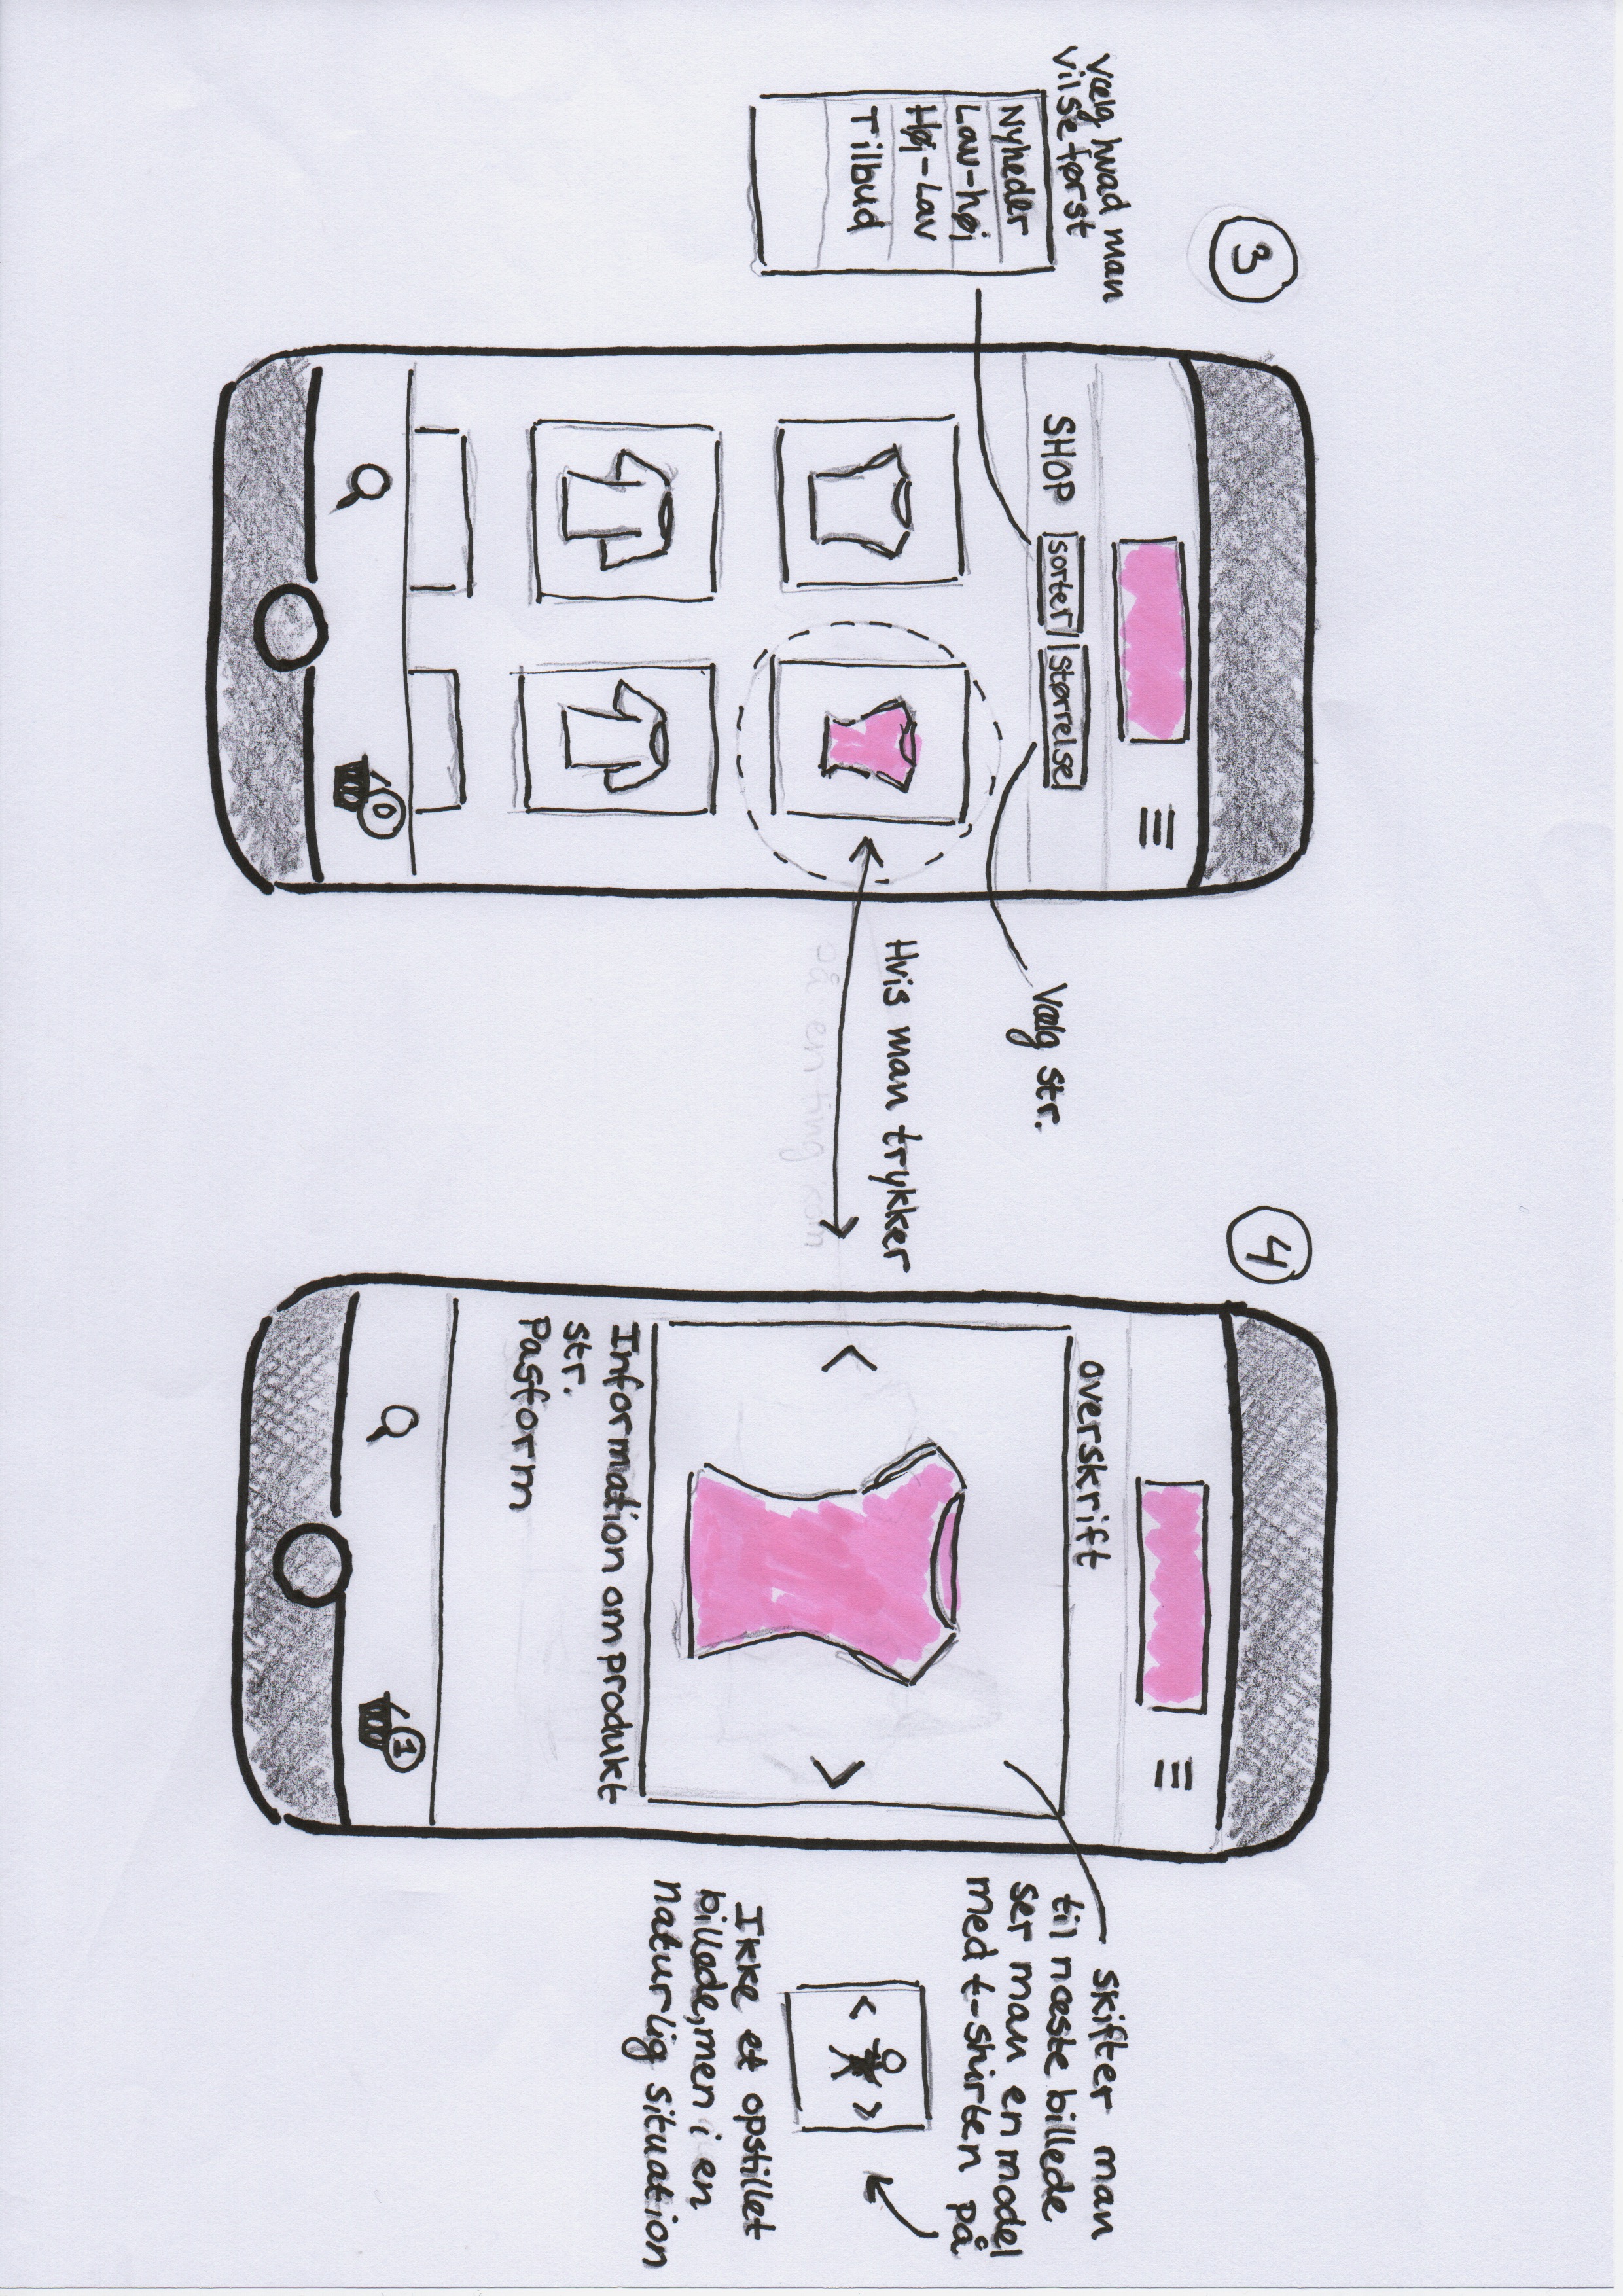 3
Vælg hvad man
vil se først
Nyheder
Lav-høj
Høj-Lav
Tilbud
SHOP sorter størrelse
Vælg str.
Hvis man trykker
på en ting kom
0
4
overskrift
Information om produkt
str.
Pasform
1
skifter man
til næste billede
ser man en model
med t-shirten på
Ikke et opstillet
billede, men i en
naturlig situation